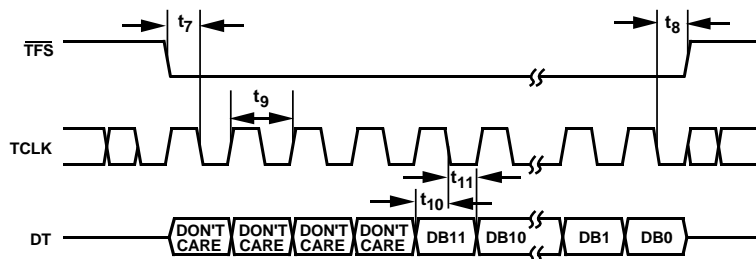 t7
t8
TFS
t9
TCLK
t11
t10
DT
DON'T
CARE
DON'T
CARE
DON'T
CARE
DON'T
CARE
DB11
DB10
DB1
DB0